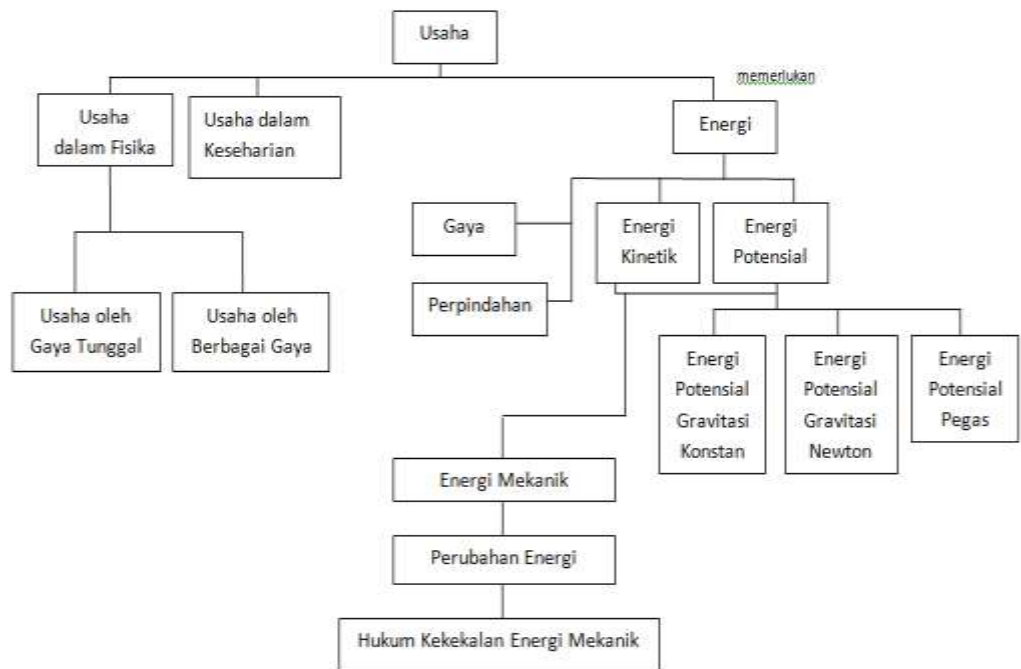 Usaha
memerlukan
Usaha
dalam Fisika
Usaha dalam
Keseharian
Energi
Gaya
Energi
Kinetik
Energi
Potensial
Perpindahan
Usaha oleh
Gaya Tunggal
Usaha oleh
Berbagai Gaya
Energi
Potensial
Gravitasi
Konstan
Energi
Potensial
Gravitasi
Newton
Energi
Potensial
Pegas
Energi Mekanik
Perubahan Energi
Hukum Kekekalan Energi Mekanik